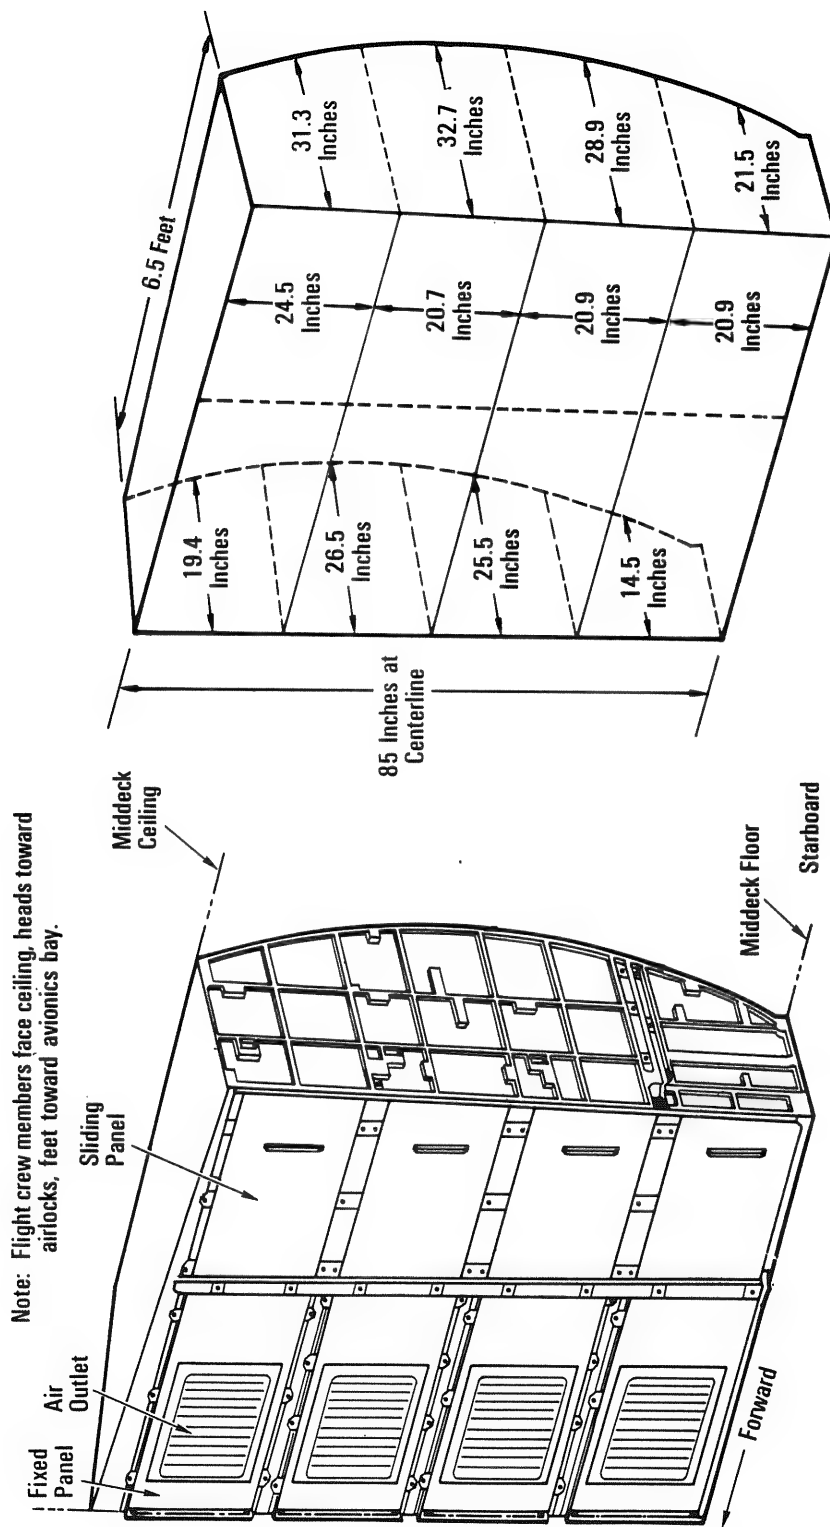 Note: Flight crew members face ceiling, heads toward
airlocks, feet toward avionics bay.
Fixed
Panel
Air
Outlet
Sliding
Panel
Middeck
Ceiling
Middeck Floor
Starboard
Forward
6.5 Feet
85 Inches at
Centerline
19.4
Inches
26.5
Inches
25.5
Inches
14.5
Inches
24.5
Inches
20.7
Inches
20.9
Inches
20.9
Inches
31.3
Inches
32.7
Inches
28.9
Inches
21.5
Inches